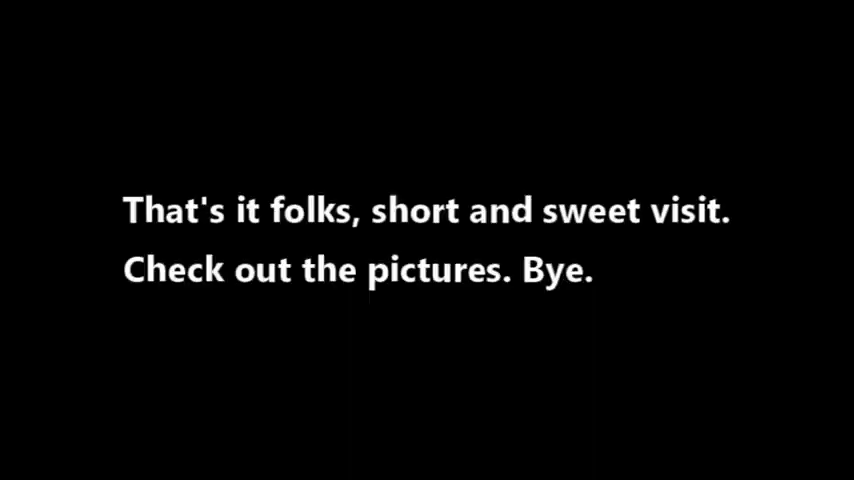 That's it folks, short and sweet visit.
Check out the pictures. Bye.